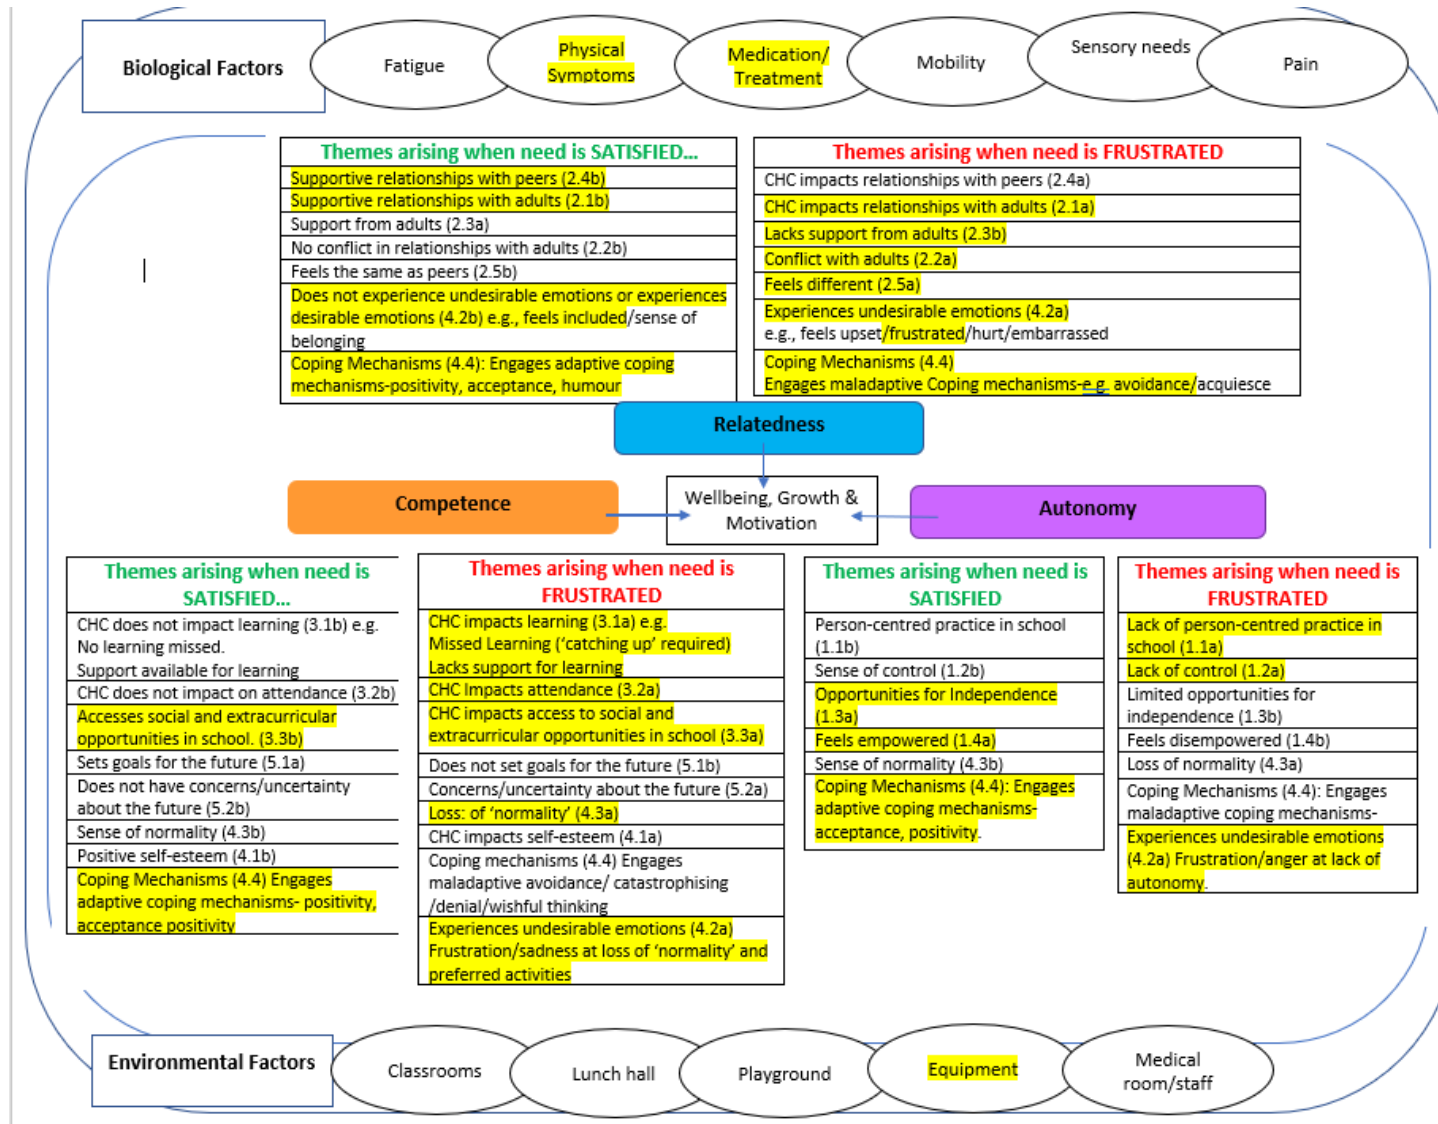 Biological Factors
Fatigue
Physical
Symptoms
Medication/
Treatment
Mobility
Sensory needs
Pain
Themes arising when need is SATISFIED...
Supportive relationships with peers (2.4b)
Supportive relationships with adults (2.1b)
Support from adults (2.3a)
No conflict in relationships with adults (2.2b)
Feels the same as peers (2.5b)
Does not experience undesirable emotions or experiences
desirable emotions (4.2b) e.g., feels included/sense of
belonging
Coping Mechanisms (4.4): Engages adaptive coping
mechanisms-positivity, acceptance, humour
Themes arising when need is FRUSTRATED
CHC impacts relationships with peers (2.4a)
CHC impacts relationships with adults (2.1a)
Lacks support from adults (2.3b)
Conflict with adults (2.2a)
Feels different (2.5a)
Experiences undesirable emotions (4.2a)
e.g., feels upset/frustrated/hurt/embarrassed
Coping Mechanisms (4.4)
Engages maladaptive Coping mechanisms-e.g. avoidance/acquiesce
Relatedness
Competence
Wellbeing, Growth &
Motivation
Autonomy
Themes arising when need is
SATISFIED...
CHC does not impact learning (3.1b) e.g.
No learning missed.
Support available for learning
CHC does not impact on attendance (3.2b)
Accesses social and extracurricular
opportunities in school. (3.3b)
Sets goals for the future (5.1a)
Does not have concerns/uncertainty
about the future (5.2b)
Sense of normality (4.3b)
Positive self-esteem (4.1b)
Coping Mechanisms (4.4) Engages
adaptive coping mechanisms- positivity,
acceptance positivity
Themes arising when need is
FRUSTRATED
CHC impacts learning (3.1a) e.g.
Missed Learning (‘catching up’ required)
Lacks support for learning
CHC Impacts attendance (3.2a)
CHC impacts access to social and
extracurricular opportunities in school (3.3a)
Does not set goals for the future (5.1b)
Concerns/uncertainty about the future (5.2a)
Loss: of ‘normality’ (4.3a)
CHC impacts self-esteem (4.1a)
Coping mechanisms (4.4) Engages
maladaptive avoidance/ catastrophising
/denial/wishful thinking
Experiences undesirable emotions (4.2a)
Frustration/sadness at loss of ‘normality’ and
preferred activities
Themes arising when need is
SATISFIED
Person-centred practice in school
(1.1b)
Sense of control (1.2b)
Opportunities for Independence
(1.3a)
Feels empowered (1.4a)
Sense of normality (4.3b)
Coping Mechanisms (4.4): Engages
adaptive coping mechanisms-
acceptance, positivity.
Themes arising when need is
FRUSTRATED
Lack of person-centred practice in
school (1.1a)
Lack of control (1.2a)
Limited opportunities for
independence (1.3b)
Feels disempowered (1.4b)
Loss of normality (4.3a)
Coping Mechanisms (4.4): Engages
maladaptive coping mechanisms-
Experiences undesirable emotions
(4.2a) Frustration/anger at lack of
autonomy.
Environmental Factors
Classrooms
Lunch hall
Playground
Equipment
Medical
room/staff